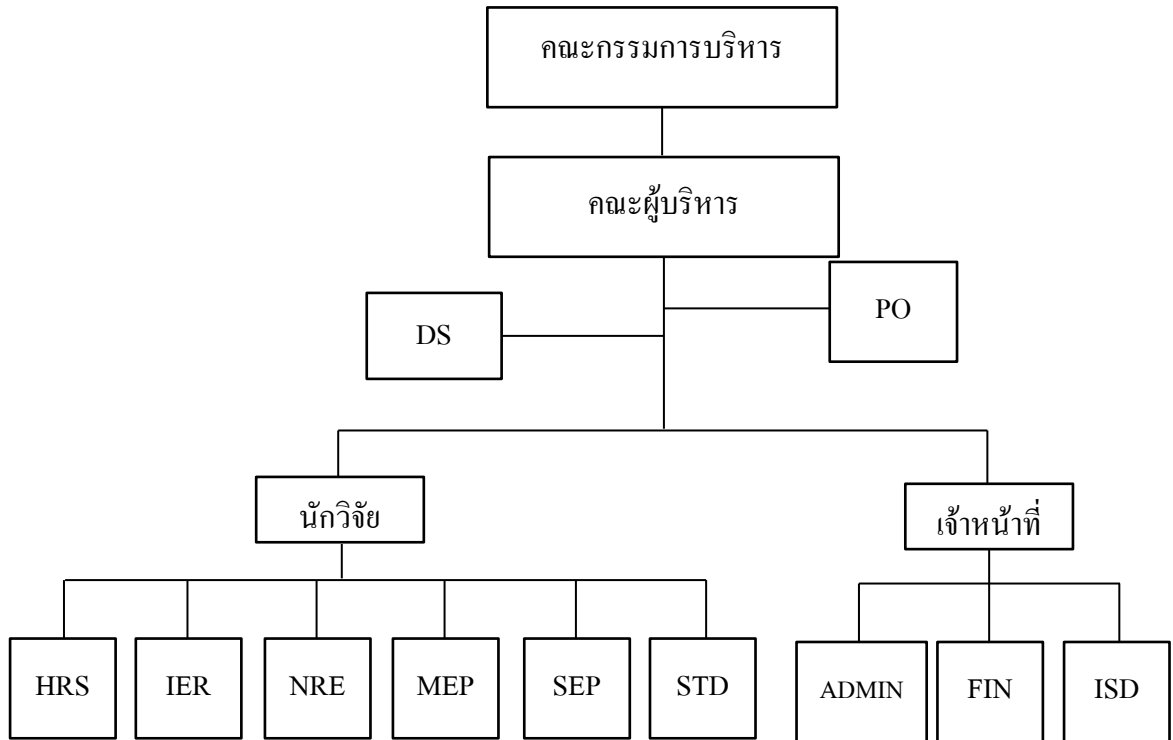 คณะกรรมการบริหาร
คณะผู้บริหาร
DS
PO
นักวิจัย
เจ้าหน้าที่
HRS
IER
NRE
MEP
SEP
STD
ADMIN
FIN
ISD